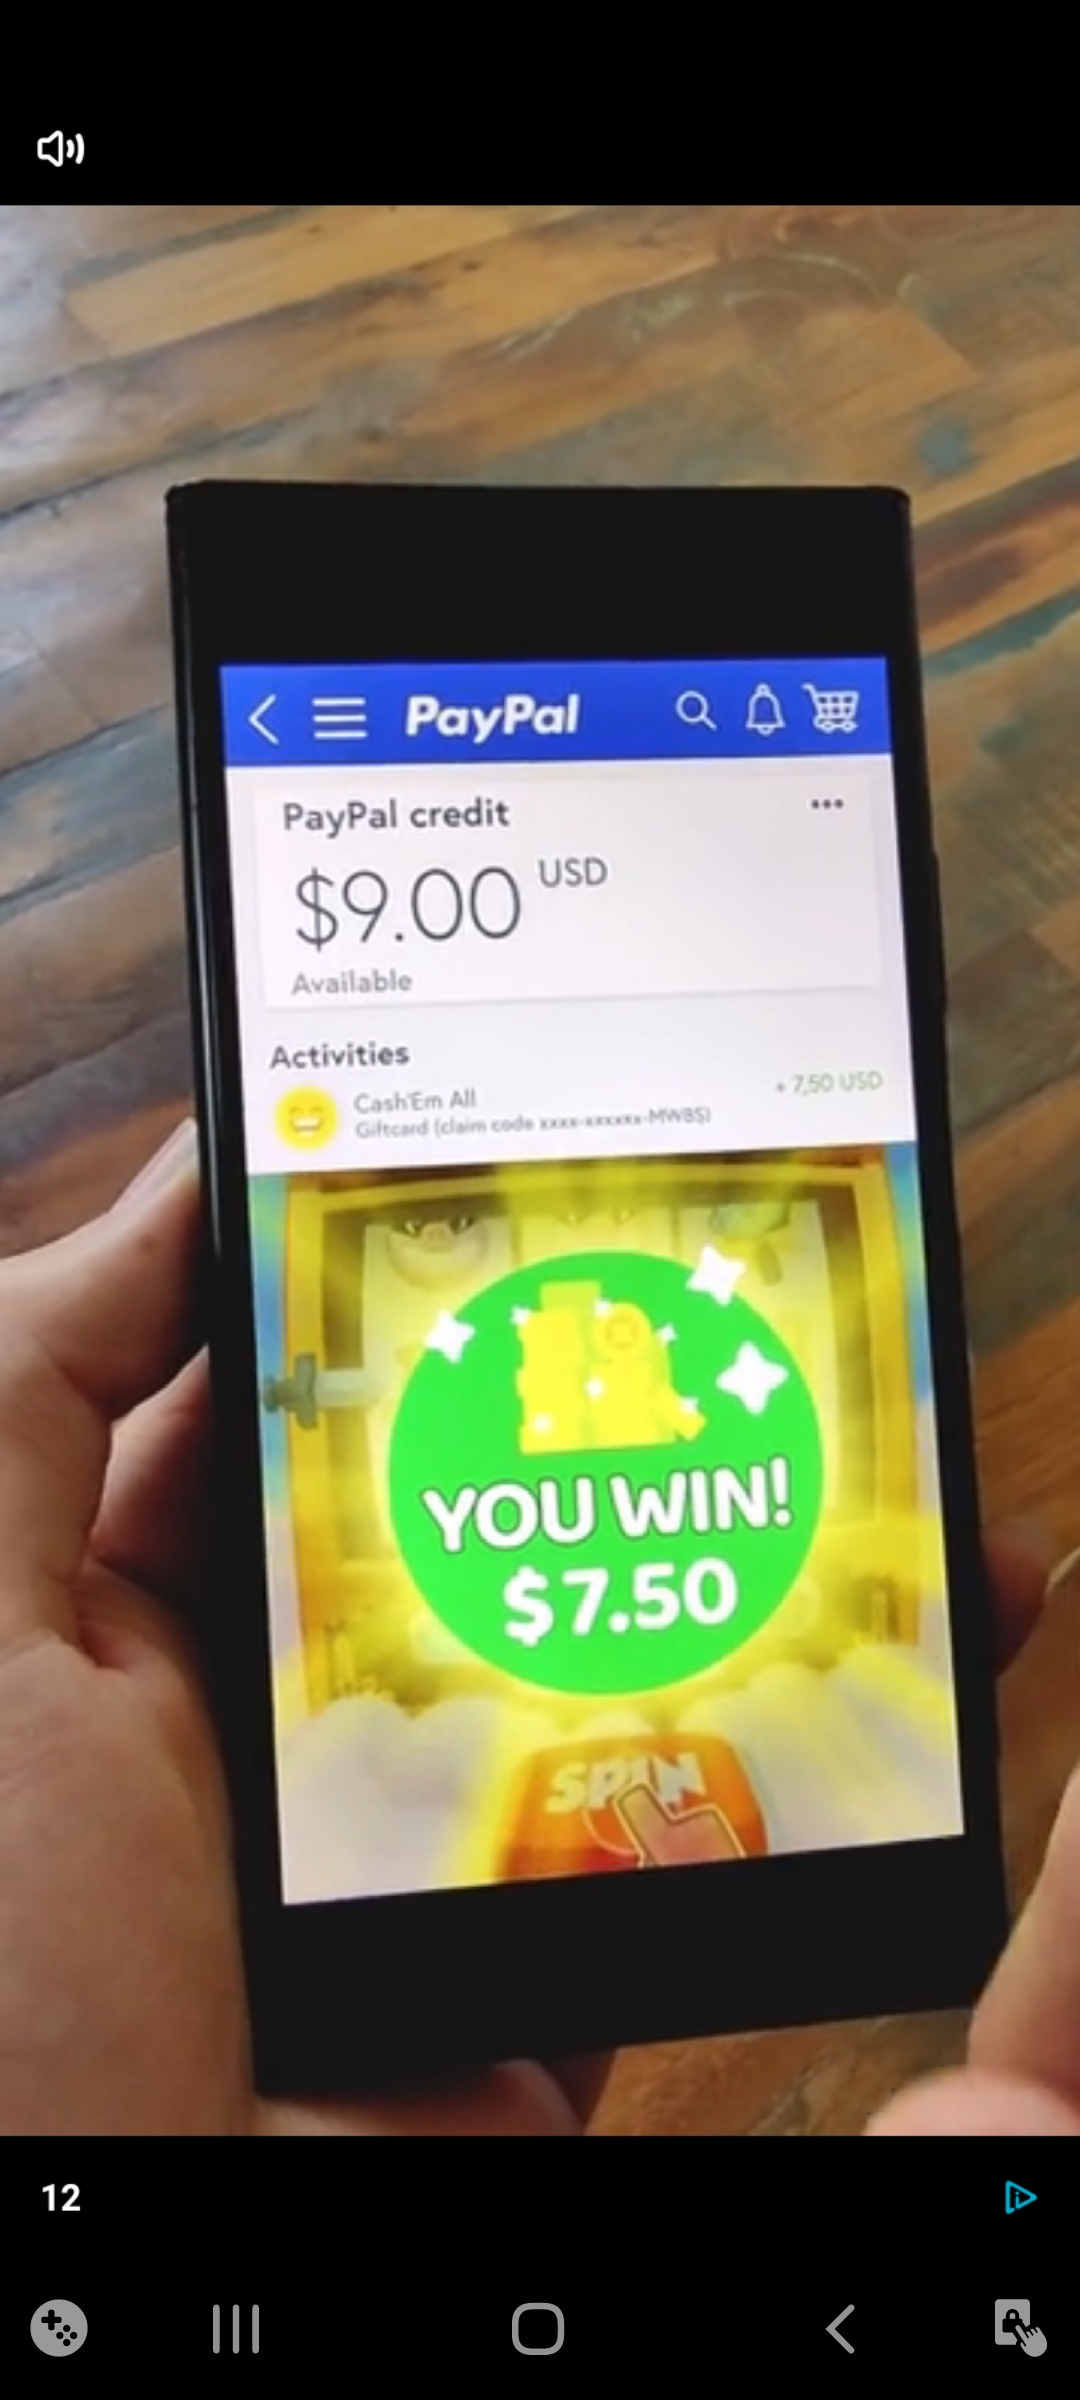 PayPal
PayPal credit
$9.00 USD
Available
Activities
Cash'Em All
+ 7,50 USD
Giftcard (claim code xxxx-xxxxxx-MW8S)
YOU WIN!
$7.50
SPIN
12